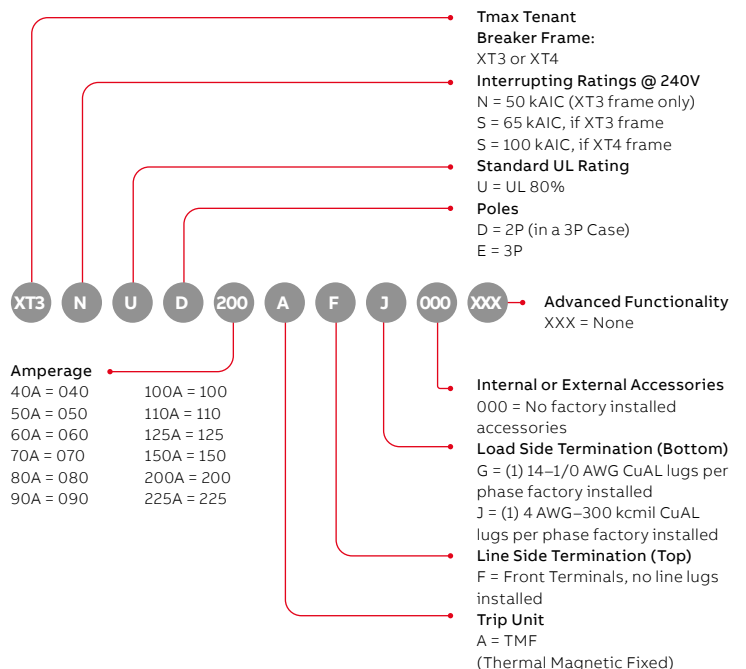 Tmax Tenant
Breaker Frame:
XT3 or XT4
Interrupting Ratings @ 240V
N = 50 kAIC (XT3 frame only)
S = 65 kAIC, if XT3 frame
S = 100 kAIC, if XT4 frame
Standard UL Rating
U = UL 80%
Poles
D = 2P (in a 3P Case)
E = 3P
XT3 N U D 200 A F J 000 XXX
Advanced Functionality
XXX = None
Amperage
40A = 040
50A = 050
60A = 060
70A = 070
80A = 080
90A = 090
100A = 100
110A = 110
125A = 125
150A = 150
200A = 200
225A = 225
Internal or External Accessories
000 = No factory installed
accessories
Load Side Termination (Bottom)
G = (1) 14–1/0 AWG CuAL lugs per
phase factory installed
J = (1) 4 AWG–300 kcmil CuAL
lugs per phase factory installed
Line Side Termination (Top)
F = Front Terminals, no line lugs
installed
Trip Unit
A = TMF
(Thermal Magnetic Fixed)